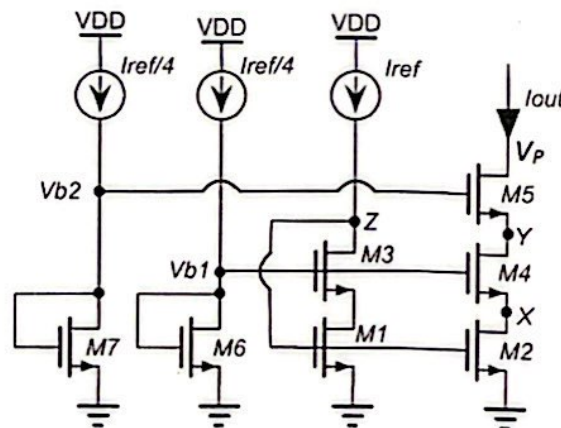 VDD VDD VDD
Iref/4 Iref/4 Iref
Iout
VP
Vb2
M5
Z
Y
M3
Vb1
M4
X
M7 M6 M1 M2